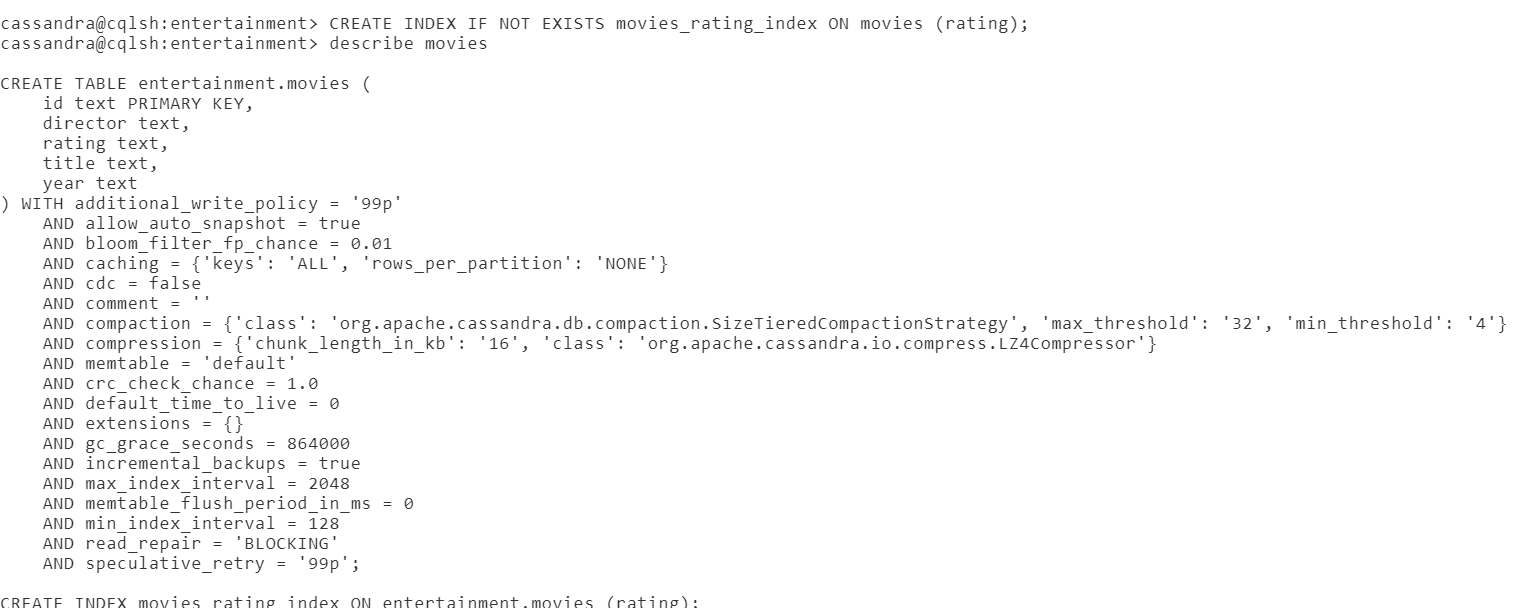 cassandra@cqlsh:entertainment> CREATE INDEX IF NOT EXISTS movies_rating_index ON movies (rating);
cassandra@cqlsh:entertainment> describe movies

CREATE TABLE entertainment.movies (
    id text PRIMARY KEY,
    director text,
    rating text,
    title text,
    year text
) WITH additional_write_policy = '99p'
    AND allow_auto_snapshot = true
    AND bloom_filter_fp_chance = 0.01
    AND caching = {'keys': 'ALL', 'rows_per_partition': 'NONE'}
    AND cdc = false
    AND comment = ''
    AND compaction = {'class': 'org.apache.cassandra.db.compaction.SizeTieredCompactionStrategy', 'max_threshold': '32', 'min_threshold': '4'}
    AND compression = {'chunk_length_in_kb': '16', 'class': 'org.apache.cassandra.io.compress.LZ4Compressor'}
    AND memtable = 'default'
    AND crc_check_chance = 1.0
    AND default_time_to_live = 0
    AND extensions = {}
    AND gc_grace_seconds = 864000
    AND incremental_backups = true
    AND max_index_interval = 2048
    AND memtable_flush_period_in_ms = 0
    AND min_index_interval = 128
    AND read_repair = 'BLOCKING'
    AND speculative_retry = '99p';

CREATE INDEX movies_rating_index ON entertainment.movies (rating);